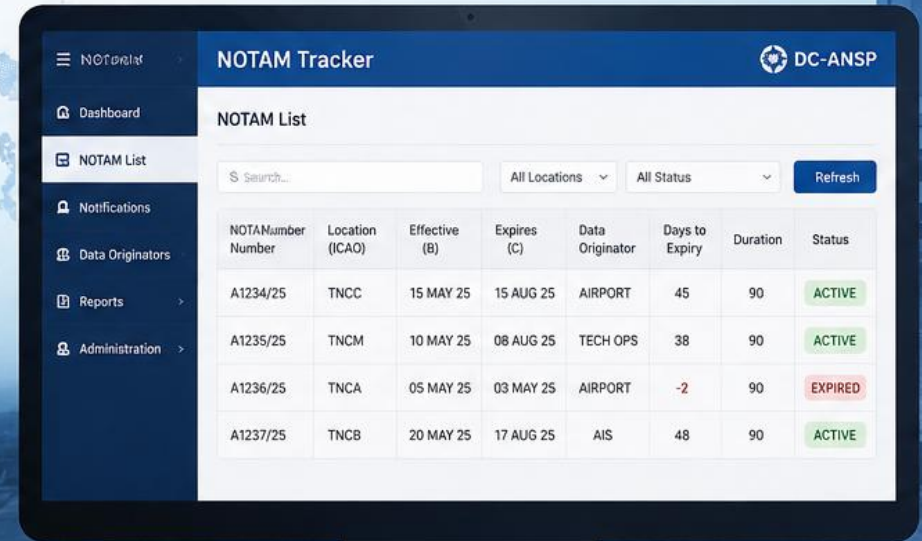 NOTAM Tracker
DC-ANSP
Dashboard
NOTAM List
Notifications
Data Originators
Reports
Administration
NOTAM List
All Locations
All Status
Refresh
Number
Location
(ICAO)
Effective
(B)
Expires
(C)
Data
Originator
Days to
Expiry
Duration
Status
A1234/25 TNCC 15 MAY 25 15 AUG 25 AIRPORT 45 90 ACTIVE
A1235/25 TNCM 10 MAY 25 08 AUG 25 TECH OPS 38 90 ACTIVE
A1236/25 TNCA 05 MAY 25 03 MAY 25 AIRPORT -2 90 EXPIRED
A1237/25 TNCB 20 MAY 25 17 AUG 25 AIS 48 90 ACTIVE